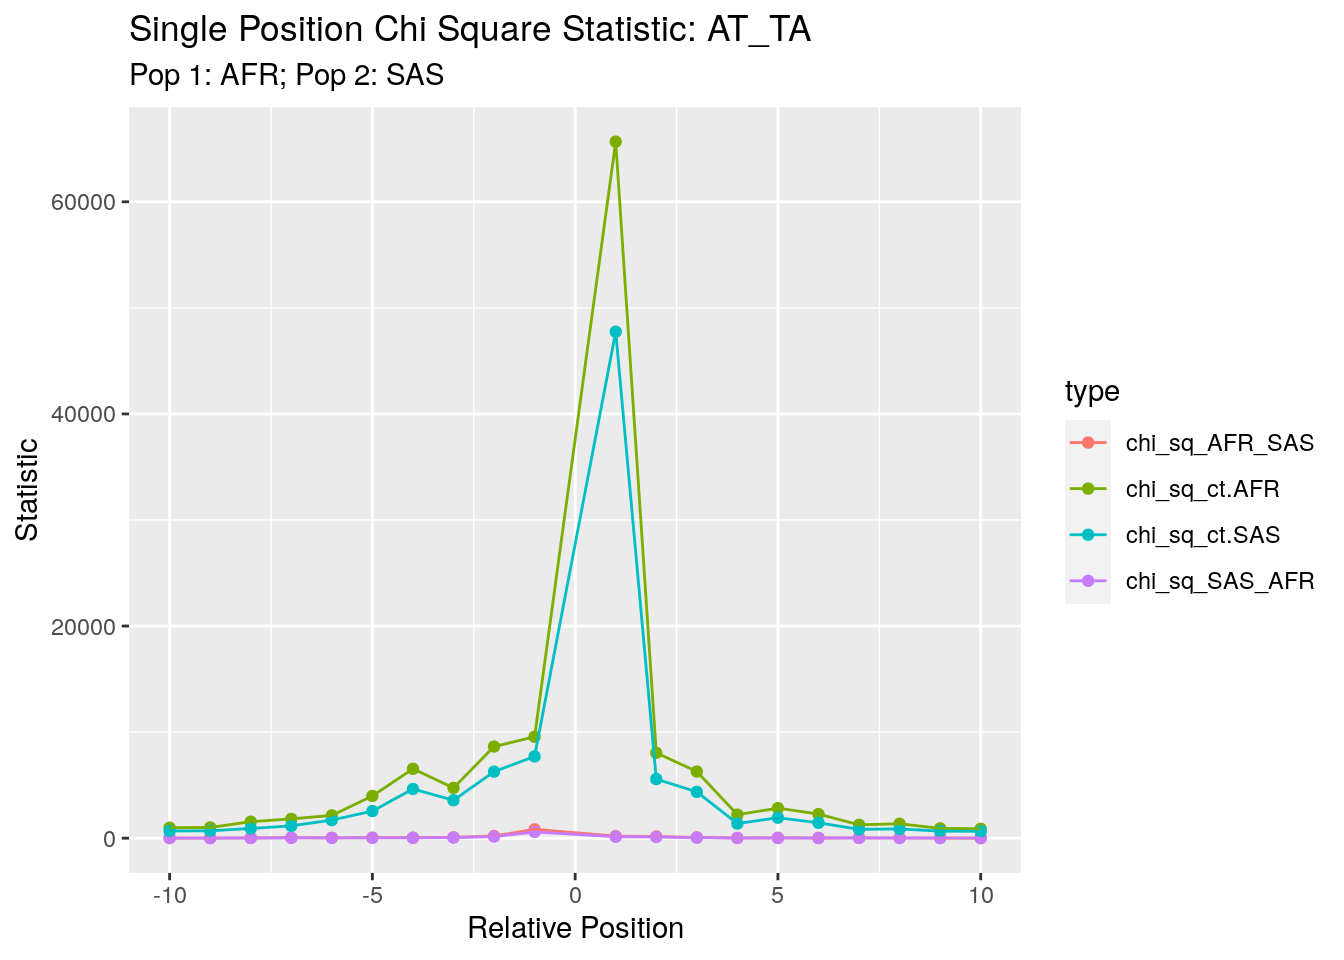 Single Position Chi Square Statistic: AT_TA
Pop 1: AFR; Pop 2: SAS
60000
40000
20000
0
Statistic
-10
-5
0
5
10
Relative Position
type
chi_sq_AFR_SAS
chi_sq_ct.AFR
chi_sq_ct.SAS
chi_sq_SAS_AFR